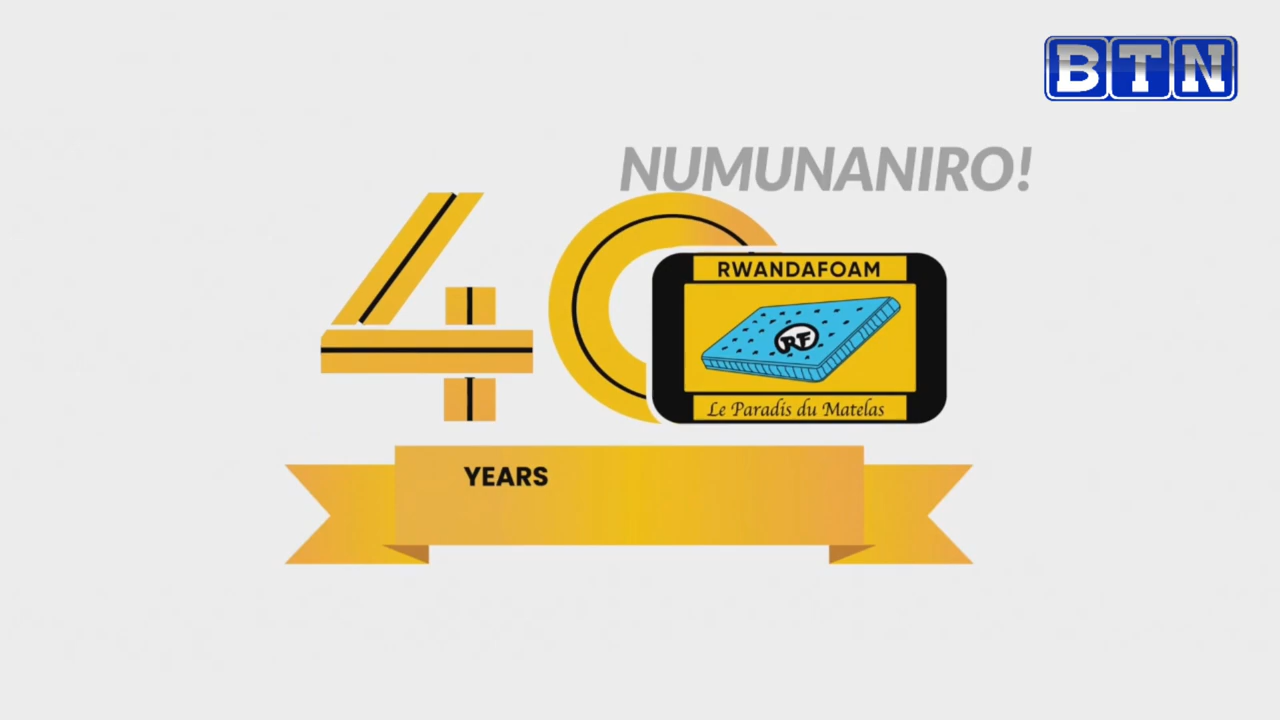 BTN
NUMUNANIRO!
40
RWANDAFOAM
RF
Le Paradis du Matelas
YEARS